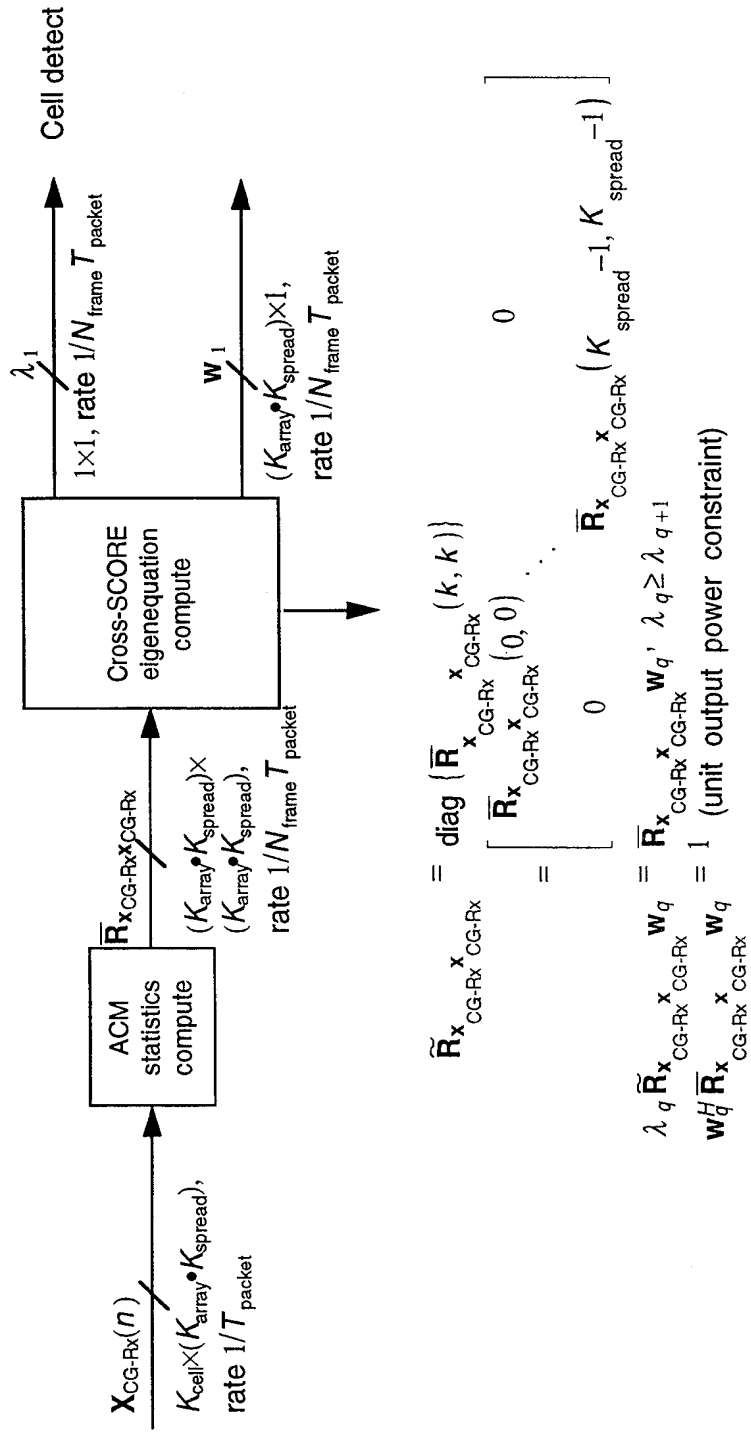 X_CG-Rx(n)
K_cell×(K_array•K_spread),
rate 1/T_packet
ACM
statistics
compute
R̅_x_CG-Rx x_CG-Rx
(K_array•K_spread)×
(K_array•K_spread),
rate 1/N_frame T_packet
Cross-SCORE
eigenequation
compute
λ_1
1×1, rate 1/N_frame T_packet
Cell detect
w_1
(K_array•K_spread)×1,
rate 1/N_frame T_packet
R̃_x_CG-Rx x_CG-Rx = diag {R̅_x_CG-Rx x_CG-Rx (k, k)}
= [ R̅_x_CG-Rx x_CG-Rx (0, 0) 0
⋱
0 R̅_x_CG-Rx x_CG-Rx (K_spread −1, K_spread −1) ]
λ_q R̃_x_CG-Rx x_CG-Rx w_q = R̅_x_CG-Rx x_CG-Rx w_q, λ_q ≥ λ_q+1
w_q^H R̅_x_CG-Rx x_CG-Rx w_q = 1 (unit output power constraint)